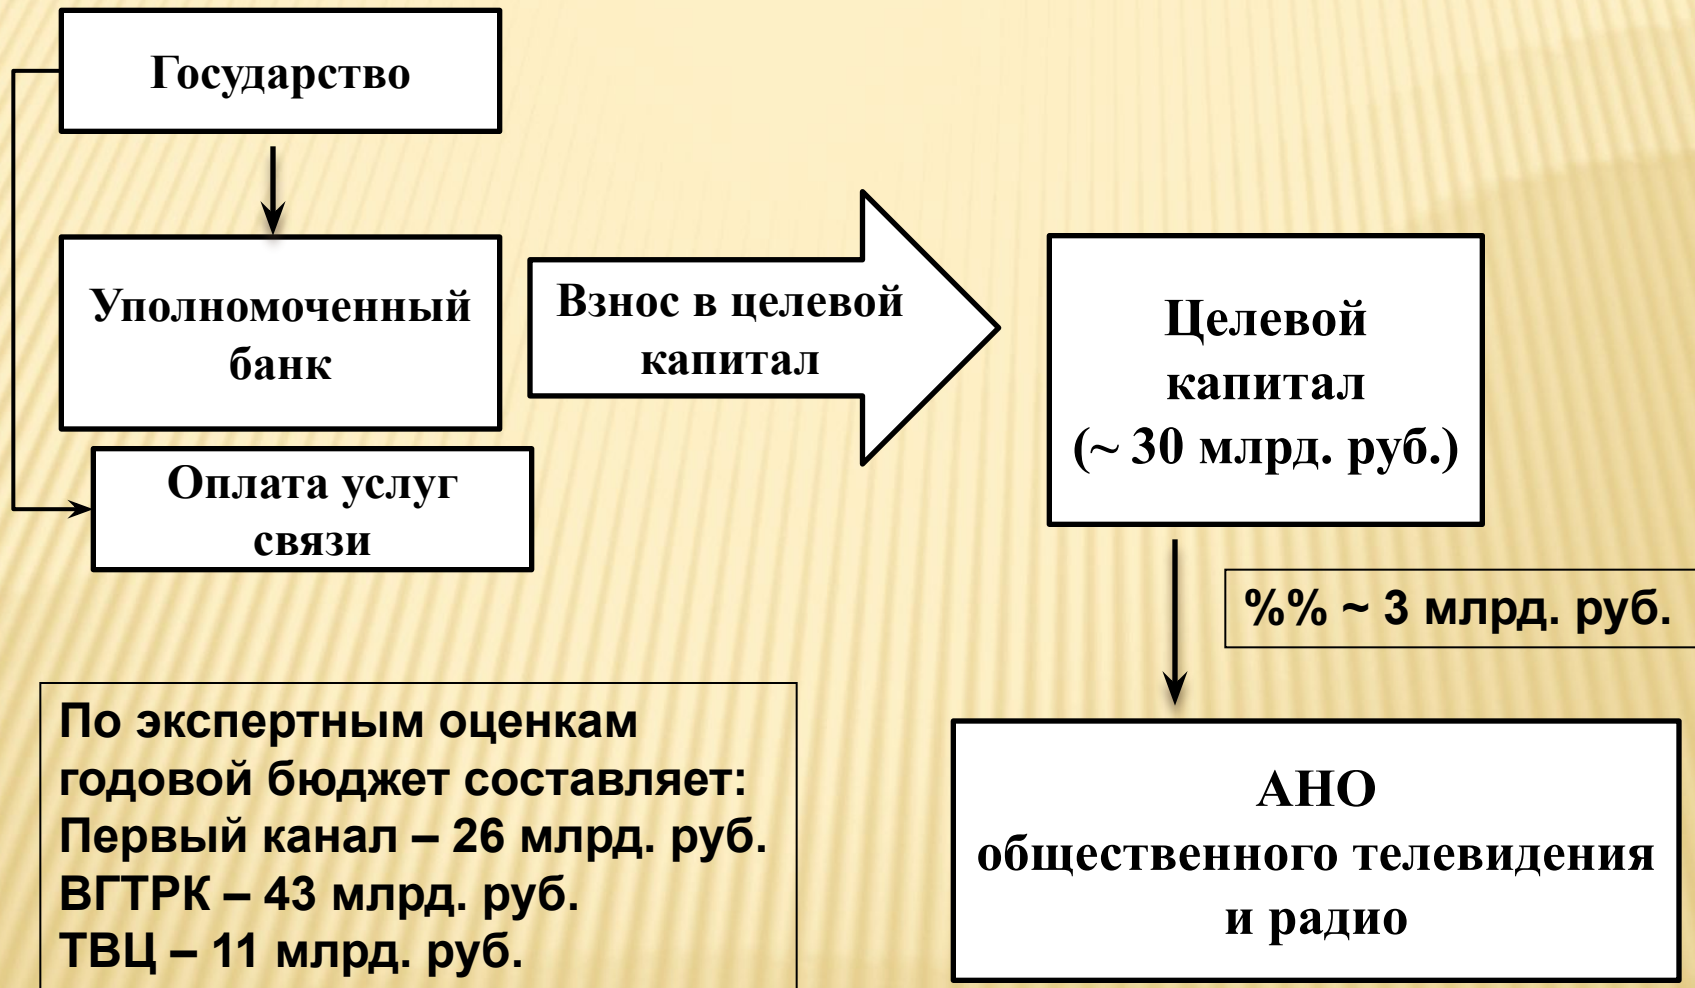 Государство
Уполномоченный
банк
Взнос в целевой
капитал
Целевой
капитал
(~ 30 млрд. руб.)
Оплата услуг
связи
%% ~ 3 млрд. руб.
По экспертным оценкам
годовой бюджет составляет:
Первый канал – 26 млрд. руб.
ВГТРК – 43 млрд. руб.
ТВЦ – 11 млрд. руб.
АНО
общественного телевидения
и радио